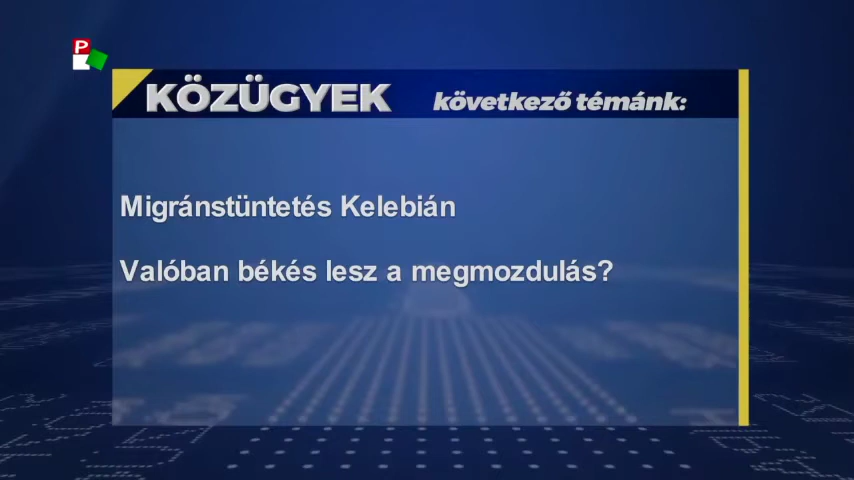 P
KÖZÜGYEK következő témánk:
Migránstüntetés Kelebián
Valóban békés lesz a megmozdulás?